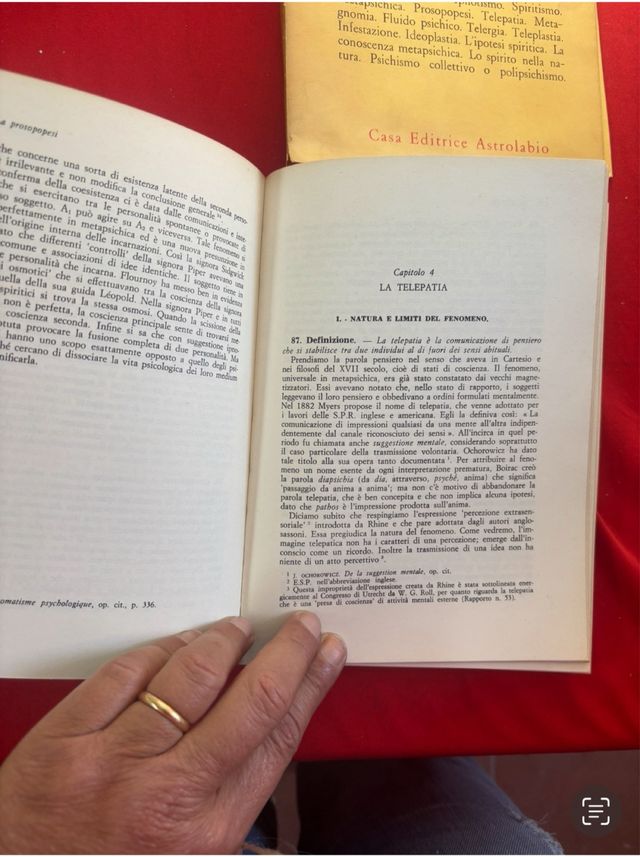 Spiritismo.
Metapsichica. Prosopopesi. Telepatia. Meta-
gnomia. Fluido psichico. Telergia. Teleplastia.
Infestazione. Ideoplastia. L'ipotesi spiritica. La
conoscenza metapsichica. Lo spirito nella na-
tura. Psichismo collettivo o polipsichismo.
Casa Editrice Astrolabio
a prosopopesi
che concerne una sorta di esistenza latente della seconda perso-
è irrilevante e non modifica la conclusione generale
conferma della coesistenza ci è data dalle comunicazioni e inse-
che si esercitano tra le personalità spontanee o provocate di
so soggetto. A₁ può agire su A₂ e viceversa. Tale fenomeno si
perfettamente in metapsichica ed è una nuova presunzione in
ell'origine interna delle incarnazioni. Così la signora Sidgwick
ato che differenti 'controlli' della signora Piper avevano una
comune e associazioni di idee identiche. Il soggetto tiene in
e personalità che incarna. Flournoy ha messo ben in evidenza
i osmotici' che si effettuavano tra la coscienza della signora
quella della sua guida Léopold. Nella signora Piper e in tutti
spiritici si trova la stessa osmosi. Quando la scissione della
non è perfetta, la coscienza principale sente di trovarsi
coscienza seconda. Infine si sa che con suggestione ipno-
otuta provocare la fusione completa di due personalità. Ma
hanno uno scopo esattamente opposto a quello degli psi-
ché cercano di dissociare la vita psicologica dei loro medium
nificarla.
omatisme psychologique, op. cit., p. 336.
Capitolo 4
LA TELEPATIA
I. - NATURA E LIMITI DEL FENOMENO.
87. Definizione. — La telepatia è la comunicazione di pensiero
che si stabilisce tra due individui al di fuori dei sensi abituali.
Prendiamo la parola pensiero nel senso che aveva in Cartesio e
nei filosofi del XVII secolo, cioè di stati di coscienza. Il fenomeno,
universale in metapsichica, era già stato constatato dai vecchi magne-
tizzatori. Essi avevano notato che, nello stato di rapporto, i soggetti
leggevano il loro pensiero e obbedivano a ordini formulati mentalmente.
Nel 1882 Myers propose il nome di telepatia, che venne adottato per
i lavori delle S.P.R. inglese e americana. Egli la definiva così: « La
comunicazione di impressioni qualsiasi da una mente all'altra indipen-
dentemente dal canale riconosciuto dei sensi ». All'incirca in quel pe-
riodo fu chiamata anche suggestione mentale, considerando soprattutto
il caso particolare della trasmissione volontaria. Ochorowicz ha dato
tale titolo alla sua opera tanto documentata ¹. Per attribuire al feno-
meno un nome esente da ogni interpretazione prematura, Boirac creò
la parola diapsichia (da dia, attraverso, psyché, anima) che significa
'passaggio da anima a anima'; ma non c'è motivo di abbandonare la
parola telepatia, che è ben concepita e che non implica alcuna ipotesi,
dato che pathos è l'impressione prodotta sull'anima.
Diciamo subito che respingiamo l'espressione 'percezione extrasen-
soriale' ² introdotta da Rhine e che pare adottata dagli autori anglo-
sassoni. Essa pregiudica la natura del fenomeno. Come vedremo, l'im-
magine telepatica non ha i caratteri di una percezione; emerge dall'in-
conscio come un ricordo. Inoltre la trasmissione di una idea non ha
niente di un atto percettivo ³.
¹ J. OCHOROWICZ. De la suggestion mentale, op. cit.
² E.S.P. nell'abbreviazione inglese.
³ Questa improprietà dell'espressione creata da Rhine è stata sottolineata ener-
gicamente al Congresso di Utrecht da W. G. Roll, per quanto riguarda la telepatia
che è una 'presa di coscienza' di attività mentali esterne (Rapporto n. 53).